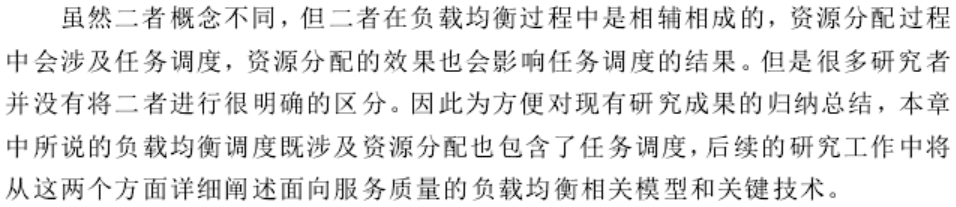 虽然二者概念不同，但二者在负载均衡过程中是相辅相成的，资源分配过程
中会涉及任务调度，资源分配的效果也会影响任务调度的结果。但是很多研究者
并没有将二者进行很明确的区分。因此为方便对现有研究成果的归纳总结，本章
中所说的负载均衡调度既涉及资源分配也包含了任务调度，后续的研究工作中将
从这两个方面详细阐述面向服务质量的负载均衡相关模型和关键技术。